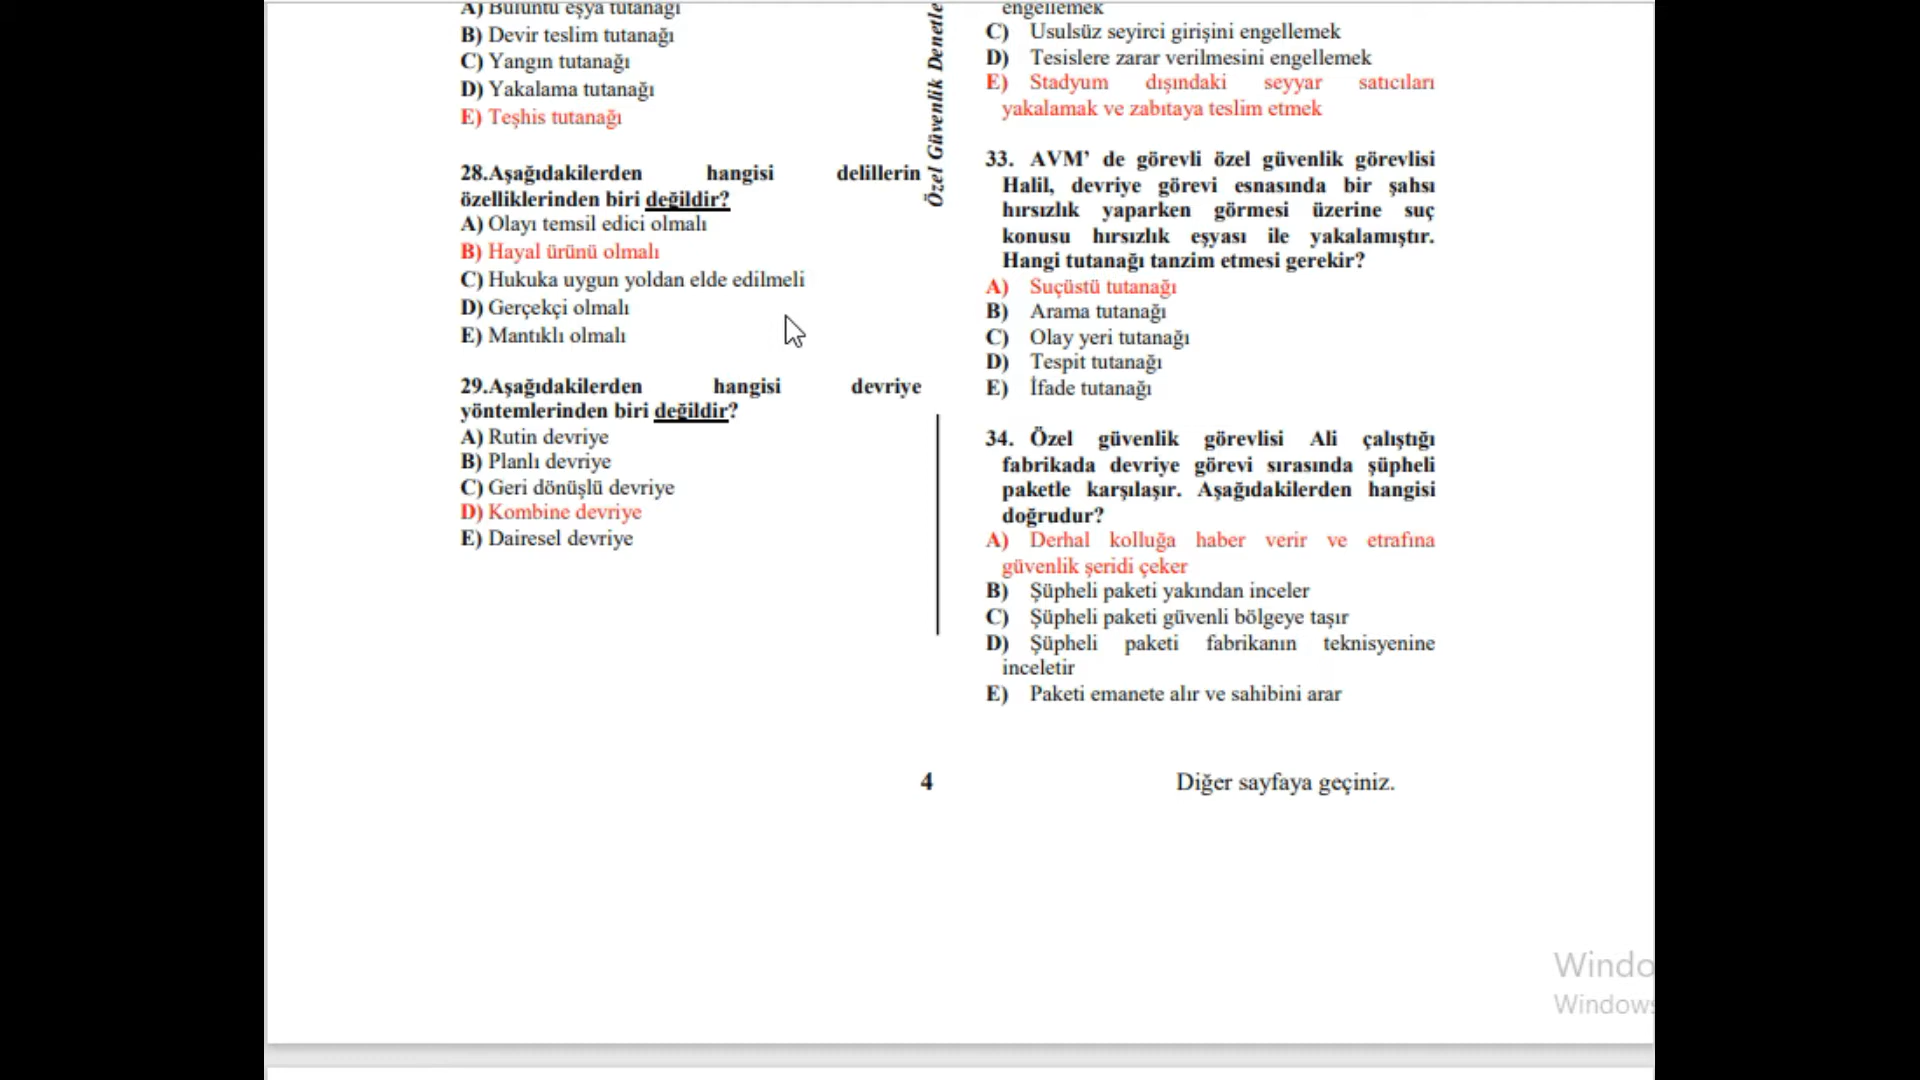 A) Buluntu eşya tutanağı
B) Devir teslim tutanağı
C) Yangın tutanağı
D) Yakalama tutanağı
E) Teşhis tutanağı
28.Aşağıdakilerden hangisi delillerin
özelliklerinden biri değildir?
A) Olayı temsil edici olmalı
B) Hayal ürünü olmalı
C) Hukuka uygun yoldan elde edilmeli
D) Gerçekçi olmalı
E) Mantıklı olmalı
29.Aşağıdakilerden hangisi devriye
yöntemlerinden biri değildir?
A) Rutin devriye
B) Planlı devriye
C) Geri dönüşlü devriye
D) Kombine devriye
E) Dairesel devriye
Özel Güvenlik Denetle
engellemek
C) Usulsüz seyirci girişini engellemek
D) Tesislere zarar verilmesini engellemek
E) Stadyum dışındaki seyyar satıcıları
yakalamak ve zabıtaya teslim etmek
33. AVM’ de görevli özel güvenlik görevlisi
Halil, devriye görevi esnasında bir şahsı
hırsızlık yaparken görmesi üzerine suç
konusu hırsızlık eşyası ile yakalamıştır.
Hangi tutanağı tanzim etmesi gerekir?
A) Suçüstü tutanağı
B) Arama tutanağı
C) Olay yeri tutanağı
D) Tespit tutanağı
E) İfade tutanağı
34. Özel güvenlik görevlisi Ali çalıştığı
fabrikada devriye görevi sırasında şüpheli
paketle karşılaşır. Aşağıdakilerden hangisi
doğrudur?
A) Derhal kolluğa haber verir ve etrafına
güvenlik şeridi çeker
B) Şüpheli paketi yakından inceler
C) Şüpheli paketi güvenli bölgeye taşır
D) Şüpheli paketi fabrikanın teknisyenine
inceletir
E) Paketi emanete alır ve sahibini arar
4
Diğer sayfaya geçiniz.
Windo
Windows